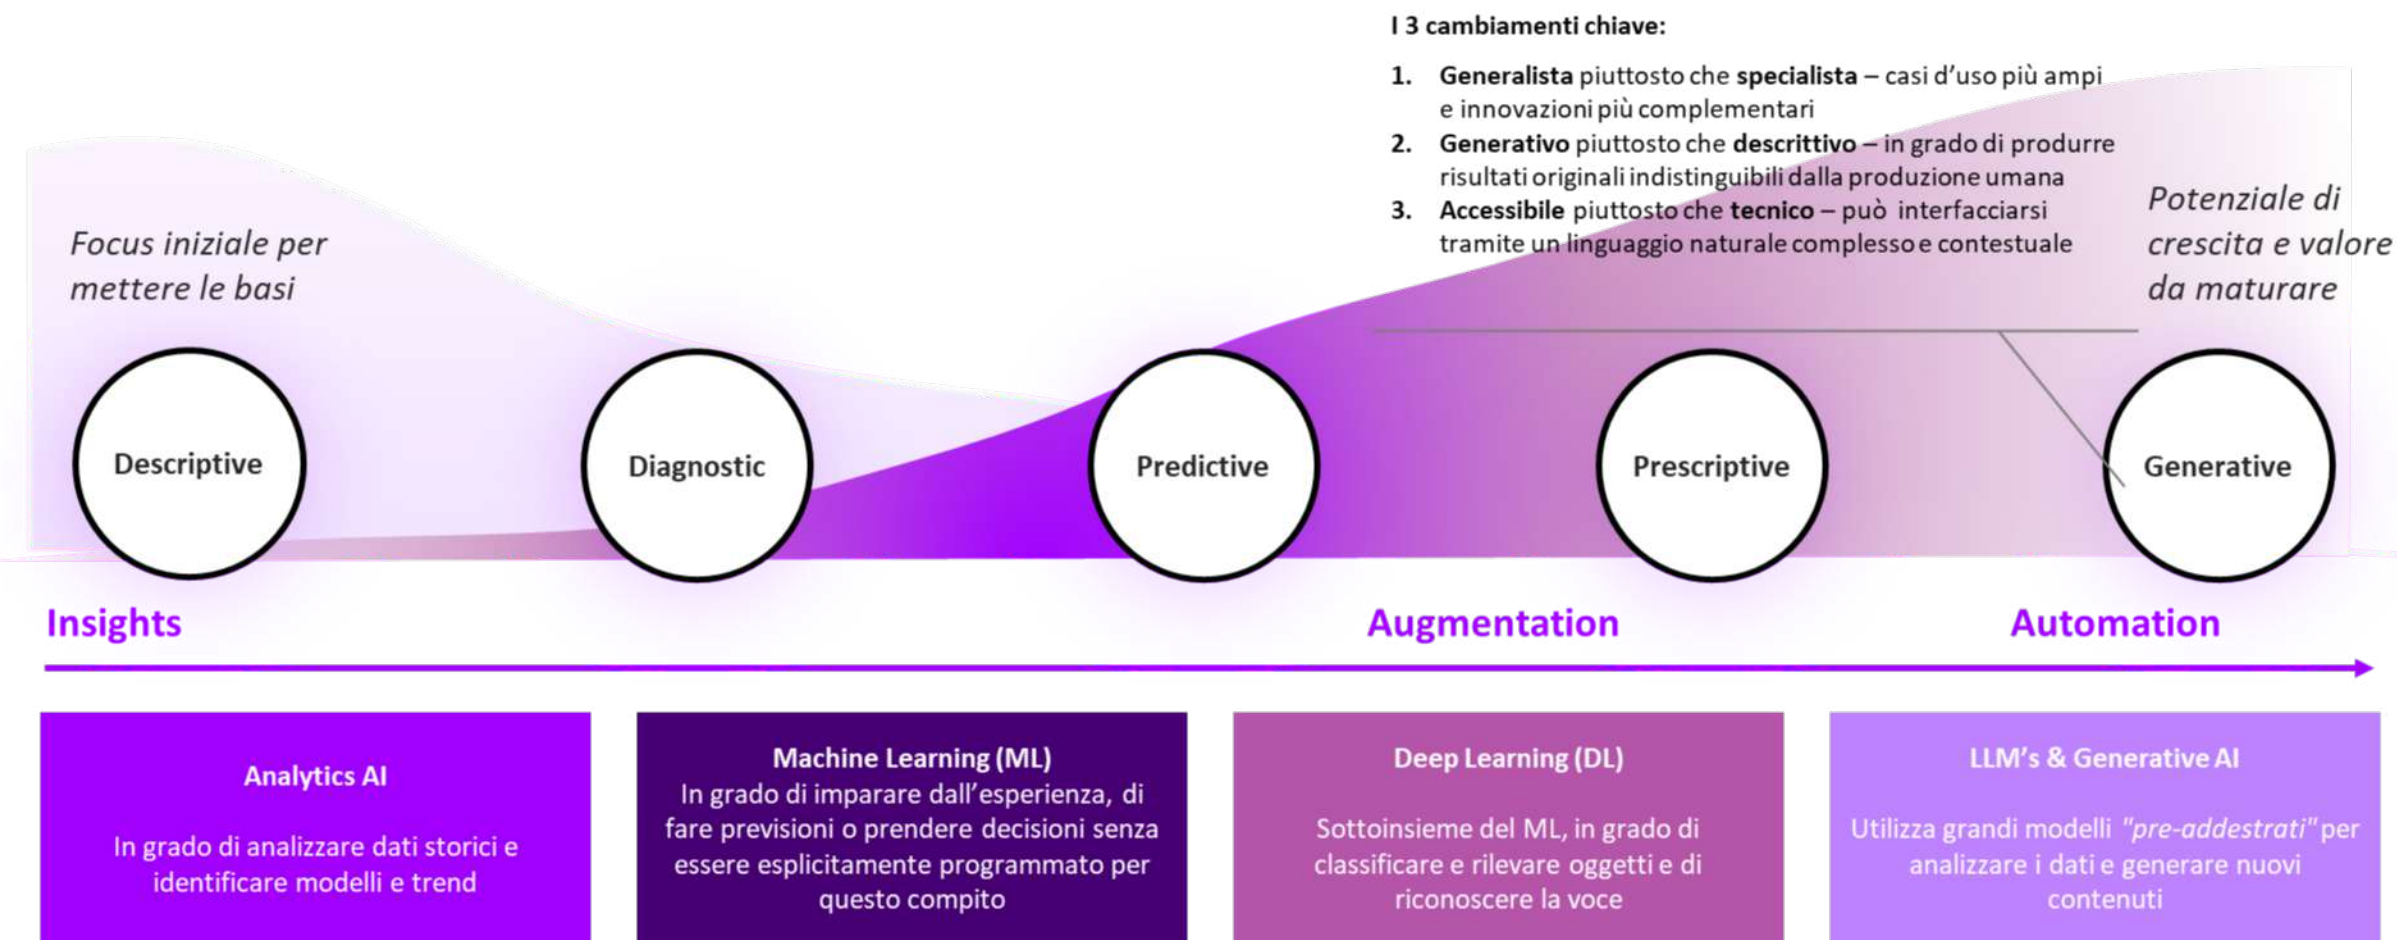 I 3 cambiamenti chiave:
1. Generalista piuttosto che specialista – casi d'uso più ampi
e innovazioni più complementari
2. Generativo piuttosto che descrittivo – in grado di produrre
risultati originali indistinguibili dalla produzione umana
3. Accessibile piuttosto che tecnico – può interfacciarsi
tramite un linguaggio naturale complesso e contestuale
Focus iniziale per
mettere le basi
Potenziale di
crescita e valore
da maturare
Descriptive
Diagnostic
Predictive
Prescriptive
Generative
Insights
Augmentation
Automation
Analytics AI
In grado di analizzare dati storici e
identificare modelli e trend
Machine Learning (ML)
In grado di imparare dall'esperienza, di
fare previsioni o prendere decisioni senza
essere esplicitamente programmato per
questo compito
Deep Learning (DL)
Sottoinsieme del ML, in grado di
classificare e rilevare oggetti e di
riconoscere la voce
LLM's & Generative AI
Utilizza grandi modelli "pre-addestrati" per
analizzare i dati e generare nuovi
contenuti